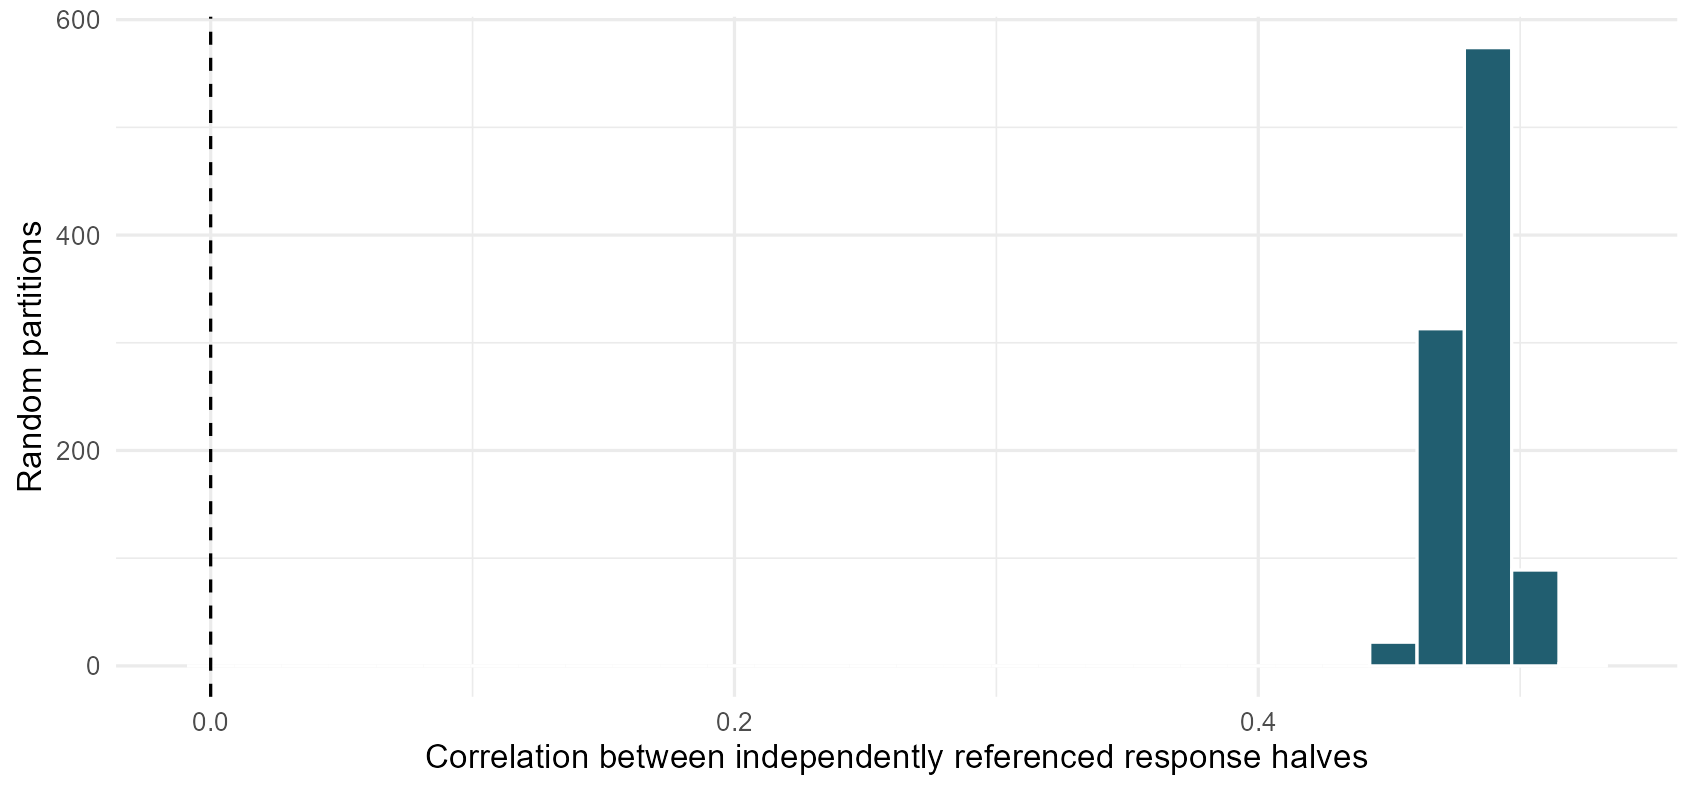 600
400
200
0
Random partitions
0.0 0.2 0.4
Correlation between independently referenced response halves